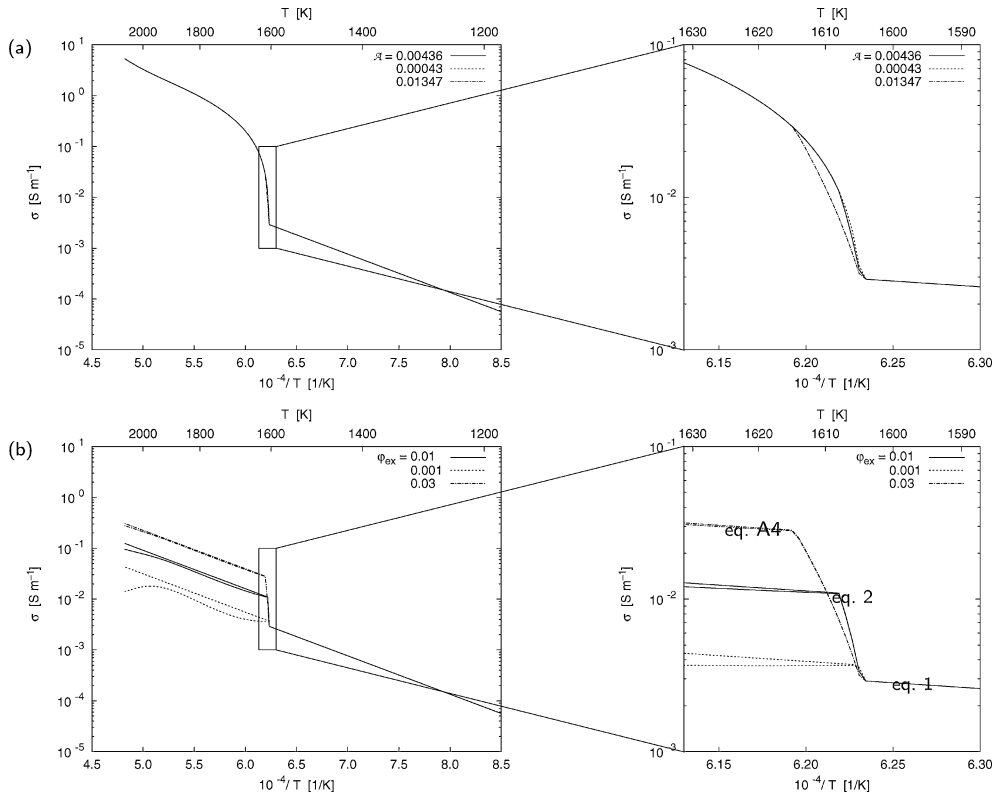 T [K]
T [K]
2000 1800 1600 1400 1200
1630 1620 1610 1600 1590
(a)
10 1
10 0
10 -1
10 -2
10 -3
10 -4
10 -5
σ [S m−1]
𝒜 = 0.00436
0.00043
0.01347
4.5 5.0 5.5 6.0 6.5 7.0 7.5 8.0 8.5
10 -4/ T [1/K]
10 -1
10 -2
10 -3
σ [S m−1]
𝒜 = 0.00436
0.00043
0.01347
6.15 6.20 6.25 6.30
10 -4/ T [1/K]
T [K]
T [K]
2000 1800 1600 1400 1200
1630 1620 1610 1600 1590
(b)
10 1
10 0
10 -1
10 -2
10 -3
10 -4
10 -5
σ [S m−1]
φex = 0.01
0.001
0.03
4.5 5.0 5.5 6.0 6.5 7.0 7.5 8.0 8.5
10 -4/ T [1/K]
10 -1
10 -2
10 -3
σ [S m−1]
φex = 0.01
0.001
0.03
eq. A4
eq. 2
eq. 1
6.15 6.20 6.25 6.30
10 -4/ T [1/K]